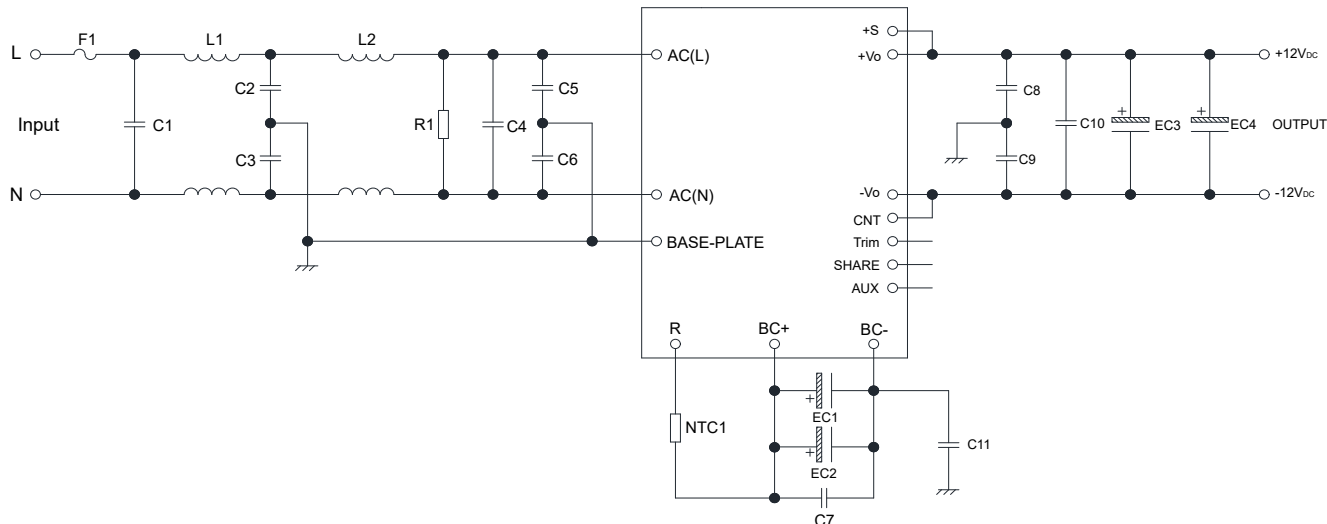 +S
F1
L1
L2
L
AC(L)
+Vo
+12VDC
C2
C5
C8
Input
C1
R1
C4
C10
EC3
EC4
OUTPUT
+
+
C3
C6
C9
N
AC(N)
-Vo
-12VDC
CNT
BASE-PLATE
Trim
SHARE
AUX
R
BC+
BC-
+
EC1
NTC1
+
EC2
C11
C7